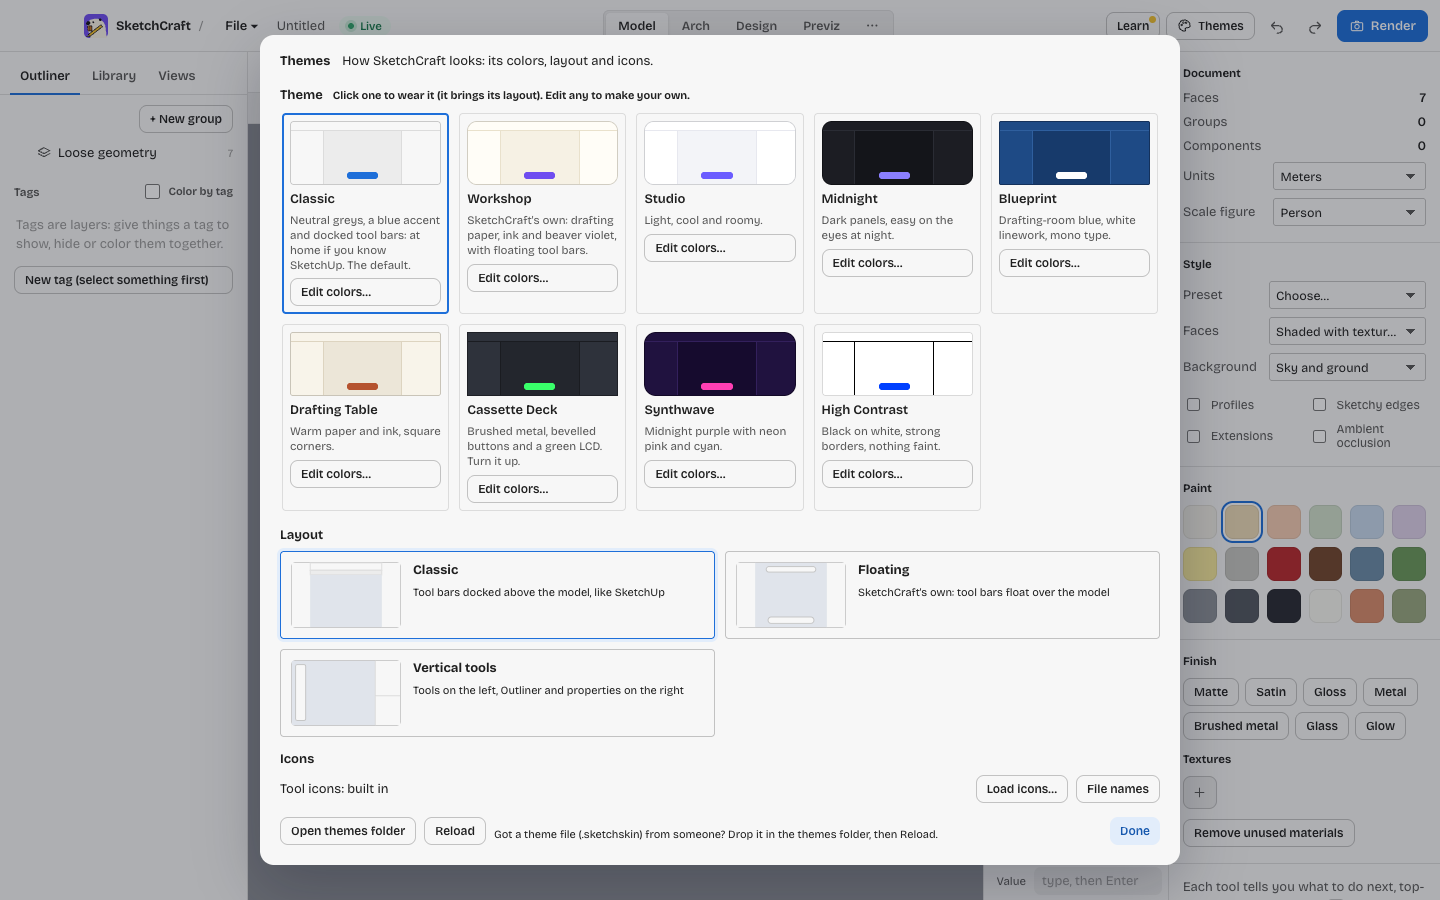 SketchCraft / File Untitled Live Model Arch Design Previz ··· Learn Themes Render
Outliner Library Views
+ New group
Loose geometry 7
Tags Color by tag
Tags are layers: give things a tag to
show, hide or color them together.
New tag (select something first)
Themes How SketchCraft looks: its colors, layout and icons.
Theme Click one to wear it (it brings its layout). Edit any to make your own.
Classic
Neutral greys, a blue accent
and docked tool bars: at
home if you know
SketchUp. The default.
Edit colors...
Workshop
SketchCraft's own: drafting
paper, ink and beaver violet,
with floating tool bars.
Edit colors...
Studio
Light, cool and roomy.
Edit colors...
Midnight
Dark panels, easy on the
eyes at night.
Edit colors...
Blueprint
Drafting-room blue, white
linework, mono type.
Edit colors...
Drafting Table
Warm paper and ink, square
corners.
Edit colors...
Cassette Deck
Brushed metal, bevelled
buttons and a green LCD.
Turn it up.
Edit colors...
Synthwave
Midnight purple with neon
pink and cyan.
Edit colors...
High Contrast
Black on white, strong
borders, nothing faint.
Edit colors...
Layout
Classic
Tool bars docked above the model, like SketchUp
Floating
SketchCraft's own: tool bars float over the model
Vertical tools
Tools on the left, Outliner and properties on the right
Icons
Tool icons: built in Load icons... File names
Open themes folder Reload Got a theme file (.sketchskin) from someone? Drop it in the themes folder, then Reload. Done
Document
Faces 7
Groups 0
Components 0
Units Meters
Scale figure Person
Style
Preset Choose...
Faces Shaded with textur...
Background Sky and ground
Profiles Sketchy edges
Extensions Ambient
occlusion
Paint
Finish
Matte Satin Gloss Metal
Brushed metal Glass Glow
Textures
+
Remove unused materials
Value type, then Enter
Each tool tells you what to do next, top-